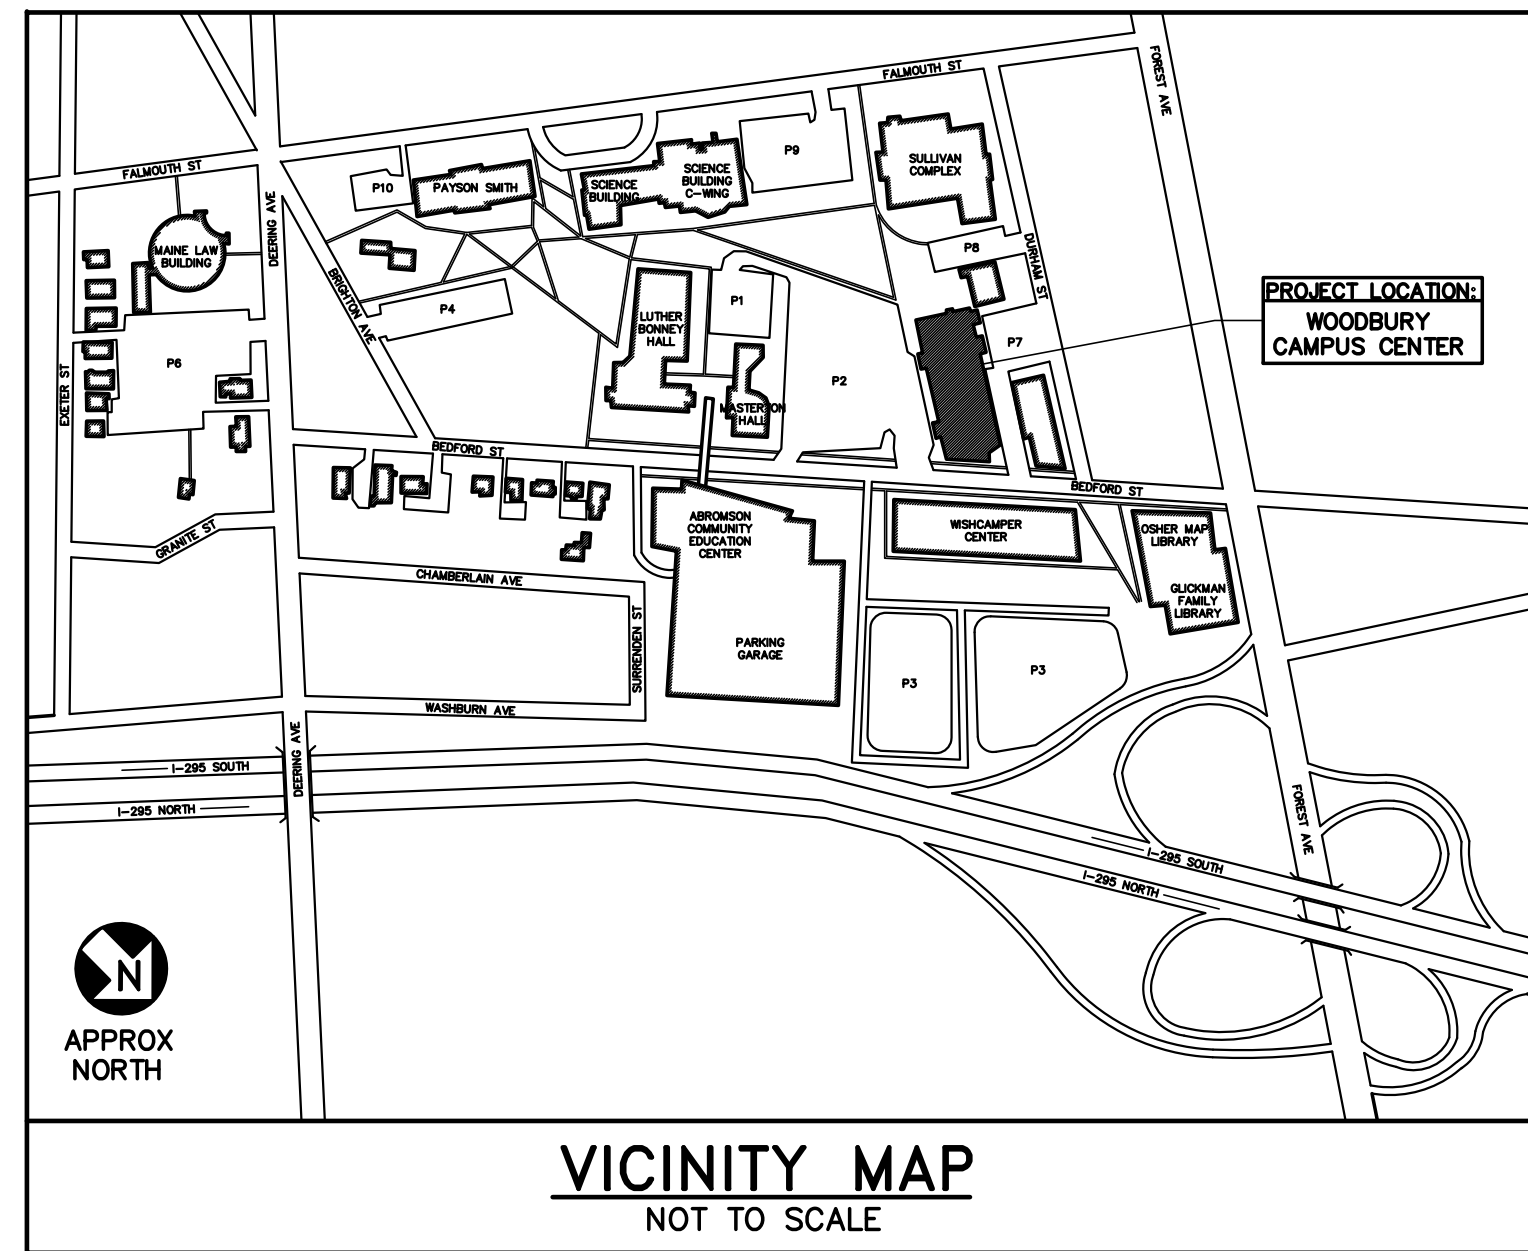 FALMOUTH ST
FOREST AVE
FALMOUTH ST
P10
PAYSON SMITH
SCIENCE
BUILDING
SCIENCE
BUILDING
C-WING
P9
SULLIVAN
COMPLEX
DEERING AVE
MAINE LAW
BUILDING
P8
DURHAM ST
BRIGHTON AVE
P4
P1
LUTHER
BONNEY
HALL
P7
PROJECT LOCATION:
WOODBURY
CAMPUS CENTER
P6
EXETER ST
P2
MASTERTON
HALL
BEDFORD ST
BEDFORD ST
GRANITE ST
ABROMSON
COMMUNITY
EDUCATION
CENTER
WISHCAMPER
CENTER
OSHER MAP
LIBRARY
GLICKMAN
FAMILY
LIBRARY
CHAMBERLAIN AVE
SURRENDEN ST
PARKING
GARAGE
P3
P3
WASHBURN AVE
DEERING AVE
I-295 SOUTH
I-295 NORTH
FOREST AVE
I-295 SOUTH
I-295 NORTH
N
APPROX
NORTH
VICINITY MAP
NOT TO SCALE